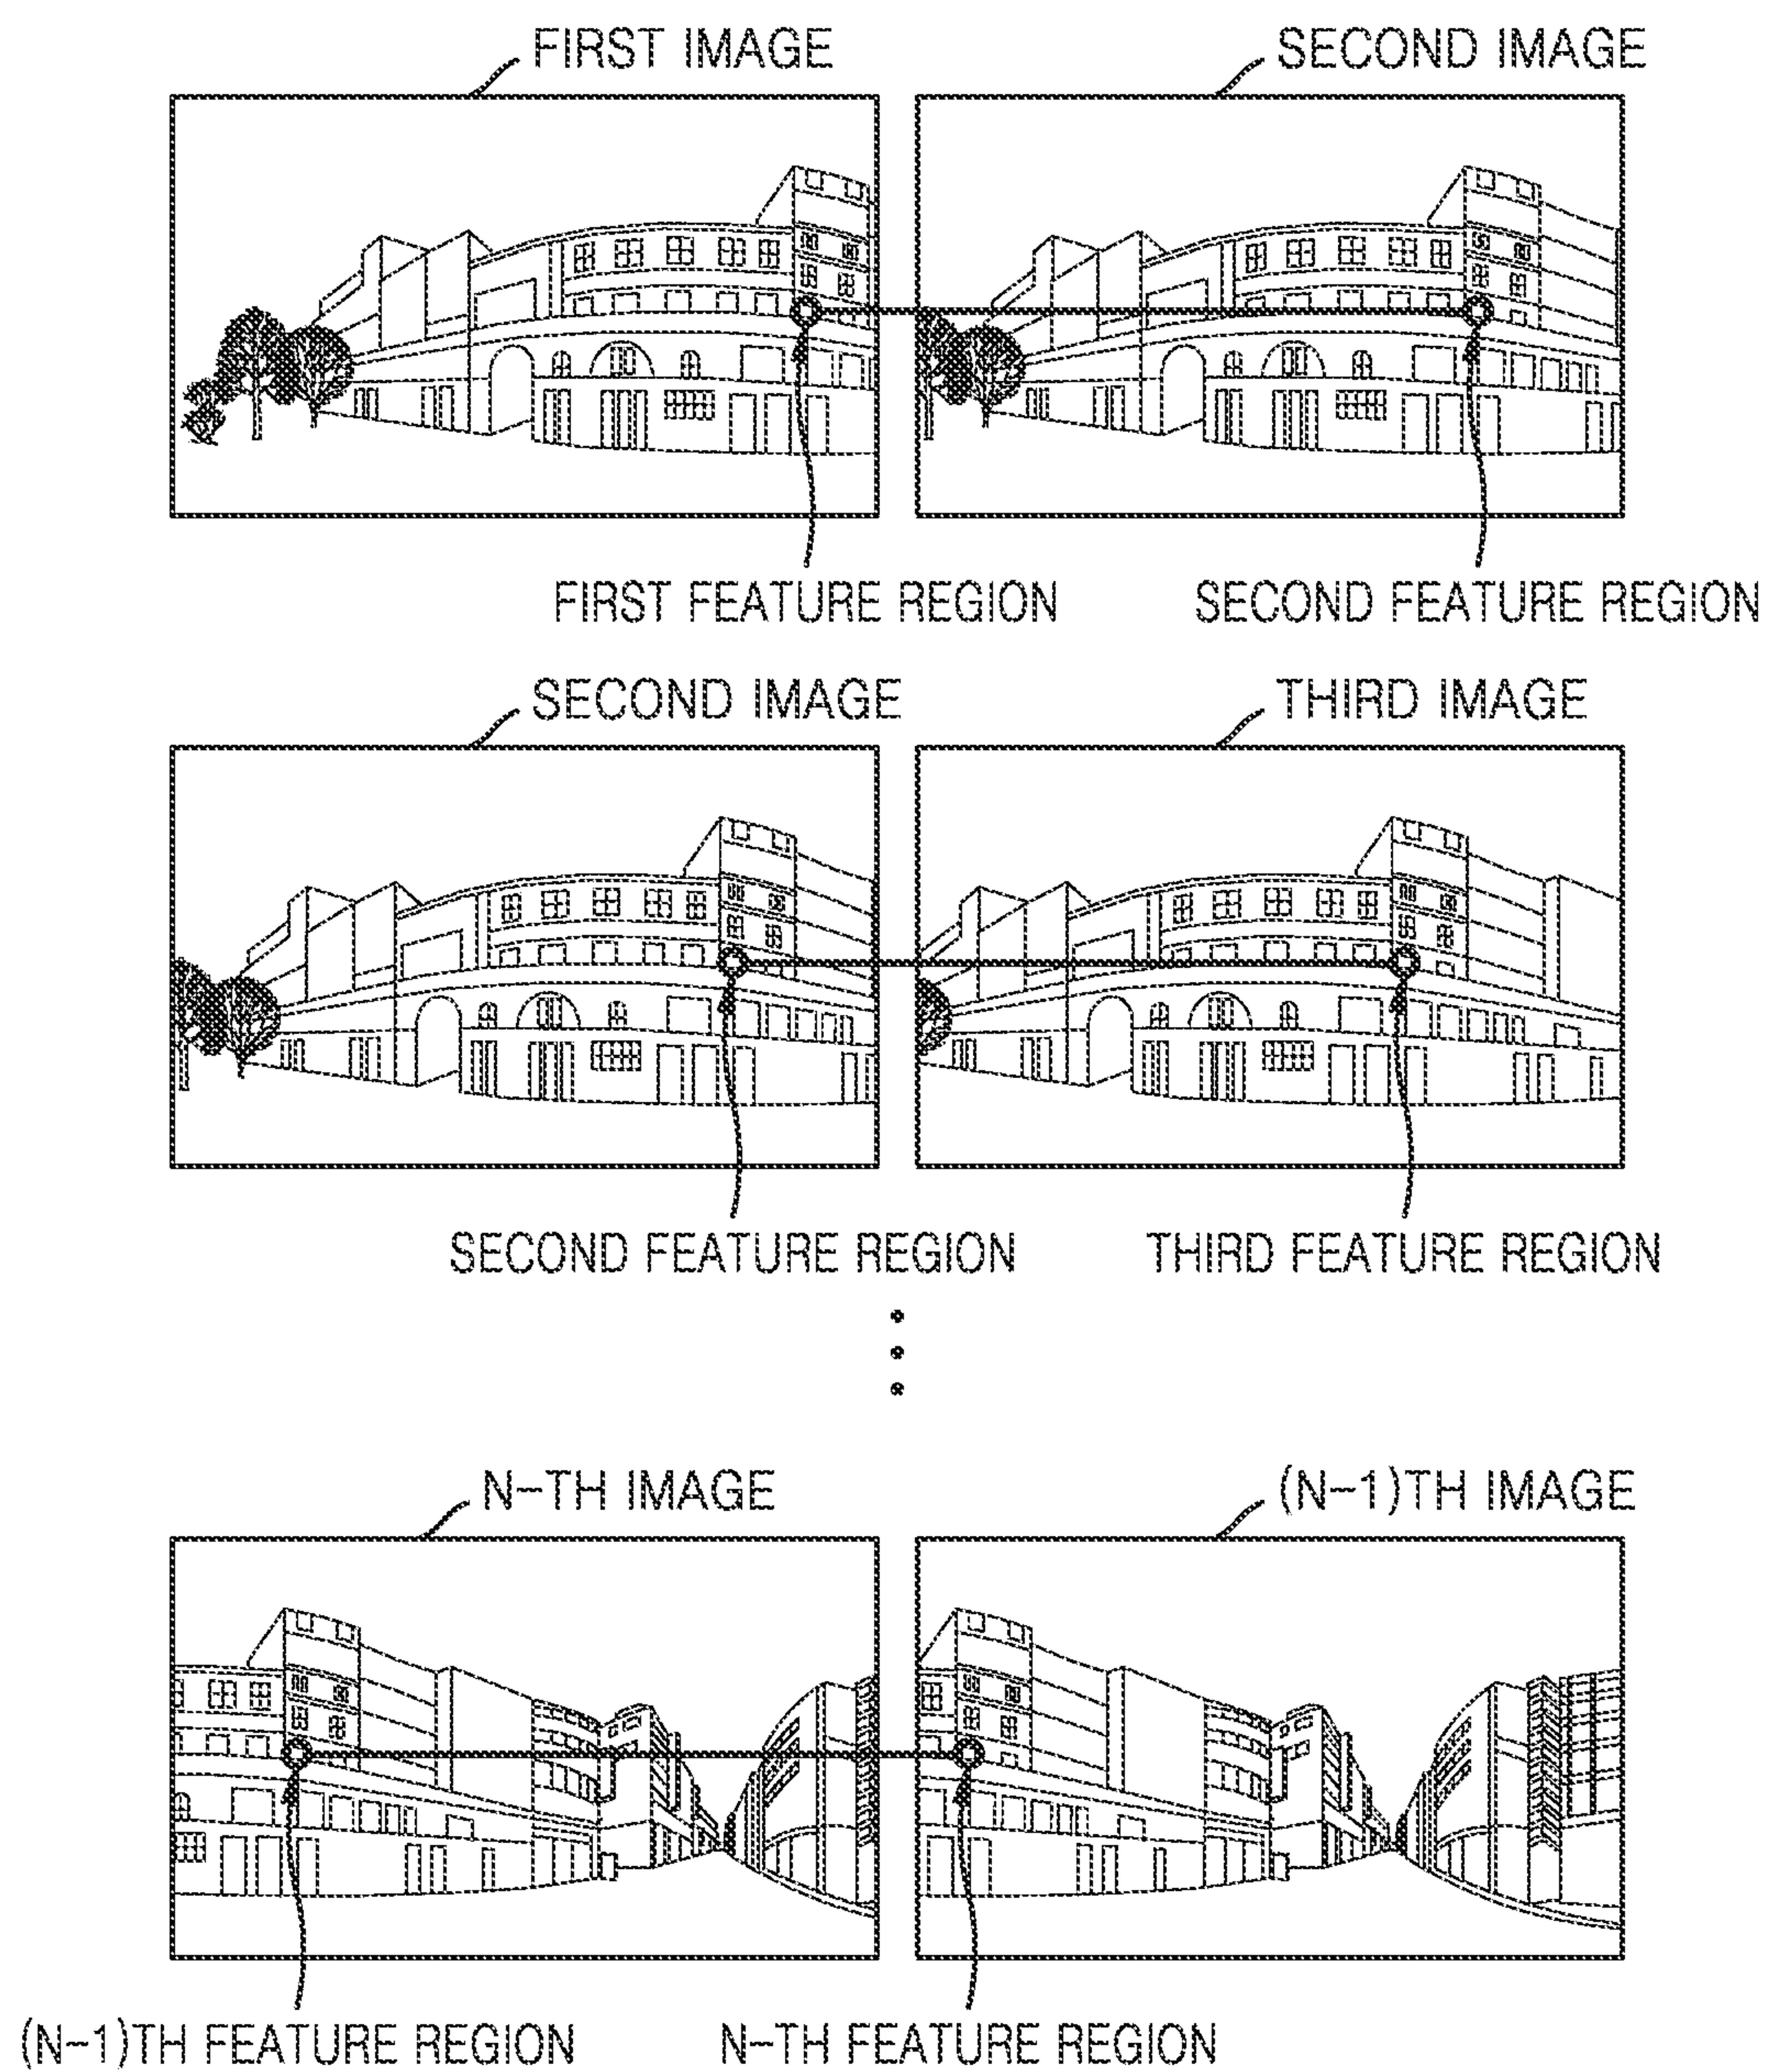 FIRST IMAGE
SECOND IMAGE
FIRST FEATURE REGION
SECOND FEATURE REGION
SECOND IMAGE
THIRD IMAGE
SECOND FEATURE REGION
THIRD FEATURE REGION
N-TH IMAGE
(N-1)TH IMAGE
(N-1)TH FEATURE REGION
N-TH FEATURE REGION